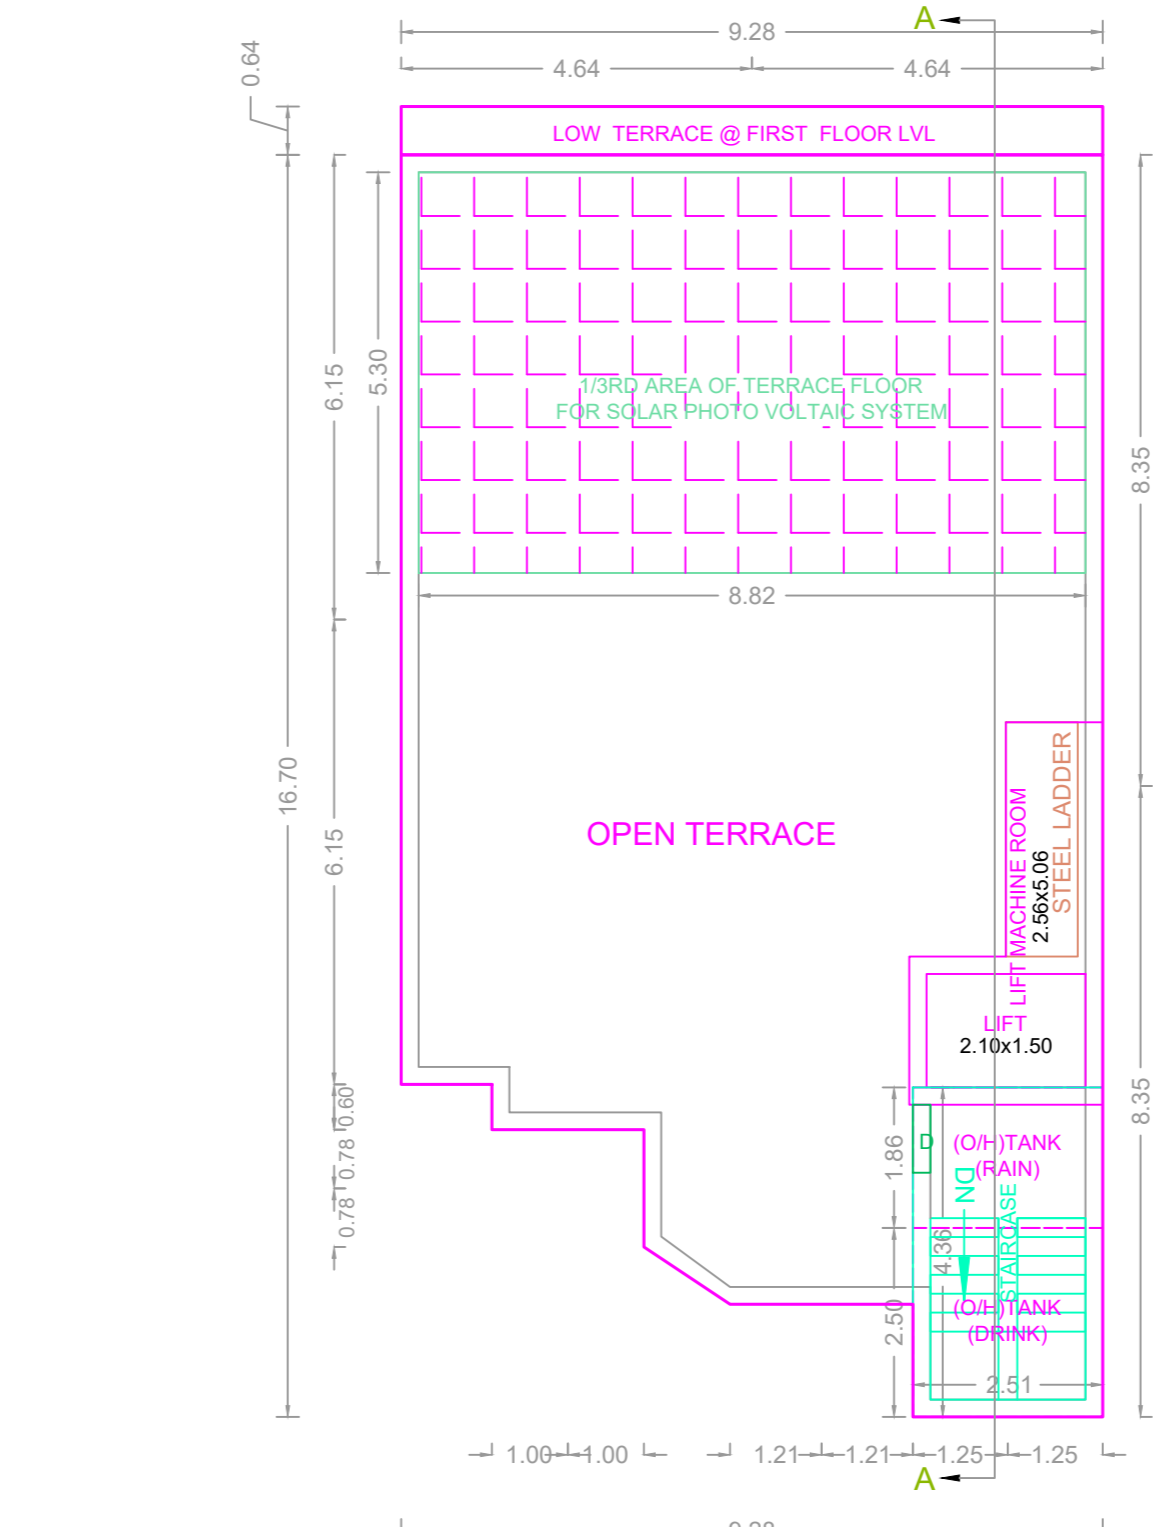 A
9.28
4.64
4.64
0.64
LOW TERRACE @ FIRST FLOOR LVL
1/3RD AREA OF TERRACE FLOOR
FOR SOLAR PHOTO VOLTAIC SYSTEM
6.15
5.30
8.35
8.82
16.70
6.15
OPEN TERRACE
LIFT MACHINE ROOM
2.56x5.06
STEEL LADDER
LIFT
2.10x1.50
8.35
0.60
0.78
0.78
1.86
D
(O/H)TANK
(RAIN)
DN
STAIRCASE
4.36
2.50
(O/H)TANK
(DRINK)
2.51
1.00
1.00
1.21
1.21
1.25
1.25
A